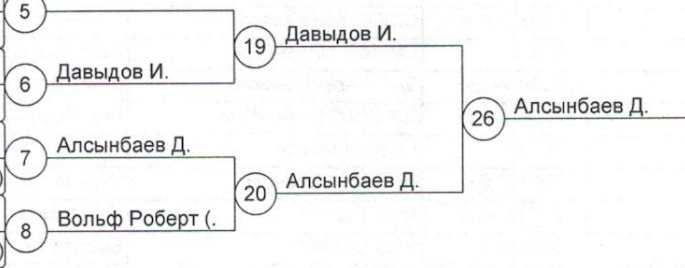 5
19 Давыдов И.
6 Давыдов И.
26 Алсынбаев Д.
7 Алсынбаев Д.
20 Алсынбаев Д.
8 Вольф Роберт (.